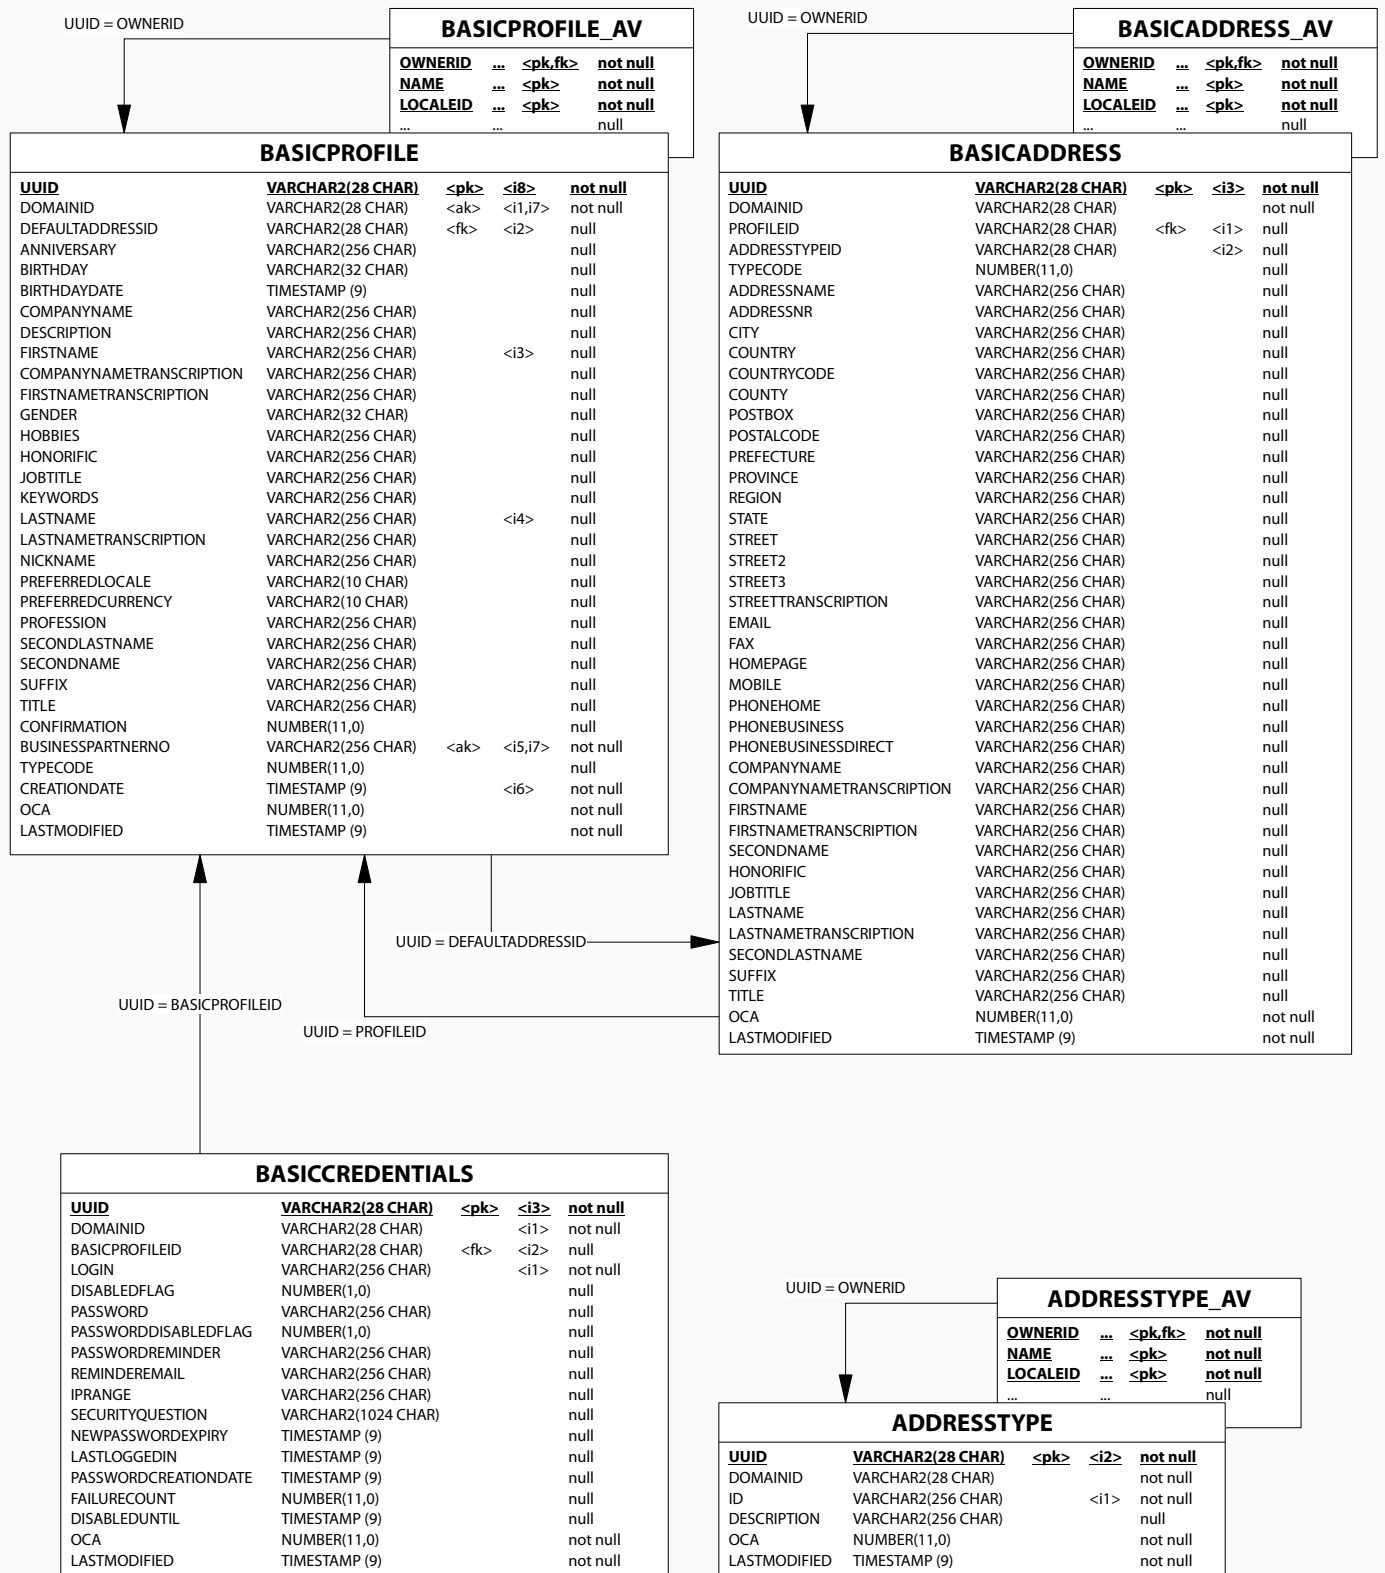 UUID = OWNERID
BASICPROFILE_AV
OWNERID ... <pk,fk> not null
NAME ... <pk> not null
LOCALEID ... <pk> not null
... ... null
BASICPROFILE
UUID VARCHAR2(28 CHAR) <pk> <i8> not null
DOMAINID VARCHAR2(28 CHAR) <ak> <i1,i7> not null
DEFAULTADDRESSID VARCHAR2(28 CHAR) <fk> <i2> null
ANNIVERSARY VARCHAR2(256 CHAR) null
BIRTHDAY VARCHAR2(32 CHAR) null
BIRTHDAYDATE TIMESTAMP (9) null
COMPANYNAME VARCHAR2(256 CHAR) null
DESCRIPTION VARCHAR2(256 CHAR) null
FIRSTNAME VARCHAR2(256 CHAR) <i3> null
COMPANYNAMETRANSCRIPTION VARCHAR2(256 CHAR) null
FIRSTNAMETRANSCRIPTION VARCHAR2(256 CHAR) null
GENDER VARCHAR2(32 CHAR) null
HOBBIES VARCHAR2(256 CHAR) null
HONORIFIC VARCHAR2(256 CHAR) null
JOBTITLE VARCHAR2(256 CHAR) null
KEYWORDS VARCHAR2(256 CHAR) null
LASTNAME VARCHAR2(256 CHAR) <i4> null
LASTNAMETRANSCRIPTION VARCHAR2(256 CHAR) null
NICKNAME VARCHAR2(256 CHAR) null
PREFERREDLOCALE VARCHAR2(10 CHAR) null
PREFERREDCURRENCY VARCHAR2(10 CHAR) null
PROFESSION VARCHAR2(256 CHAR) null
SECONDLASTNAME VARCHAR2(256 CHAR) null
SECONDNAME VARCHAR2(256 CHAR) null
SUFFIX VARCHAR2(256 CHAR) null
TITLE VARCHAR2(256 CHAR) null
CONFIRMATION NUMBER(11,0) null
BUSINESSPARTNERNO VARCHAR2(256 CHAR) <ak> <i5,i7> not null
TYPECODE NUMBER(11,0) null
CREATIONDATE TIMESTAMP (9) <i6> not null
OCA NUMBER(11,0) not null
LASTMODIFIED TIMESTAMP (9) not null
UUID = OWNERID
BASICADDRESS_AV
OWNERID ... <pk,fk> not null
NAME ... <pk> not null
LOCALEID ... <pk> not null
... ... null
BASICADDRESS
UUID VARCHAR2(28 CHAR) <pk> <i3> not null
DOMAINID VARCHAR2(28 CHAR) not null
PROFILEID VARCHAR2(28 CHAR) <fk> <i1> null
ADDRESSTYPEID VARCHAR2(28 CHAR) <i2> null
TYPECODE NUMBER(11,0) null
ADDRESSNAME VARCHAR2(256 CHAR) null
ADDRESSNR VARCHAR2(256 CHAR) null
CITY VARCHAR2(256 CHAR) null
COUNTRY VARCHAR2(256 CHAR) null
COUNTRYCODE VARCHAR2(256 CHAR) null
COUNTY VARCHAR2(256 CHAR) null
POSTBOX VARCHAR2(256 CHAR) null
POSTALCODE VARCHAR2(256 CHAR) null
PREFECTURE VARCHAR2(256 CHAR) null
PROVINCE VARCHAR2(256 CHAR) null
REGION VARCHAR2(256 CHAR) null
STATE VARCHAR2(256 CHAR) null
STREET VARCHAR2(256 CHAR) null
STREET2 VARCHAR2(256 CHAR) null
STREET3 VARCHAR2(256 CHAR) null
STREETTRANSCRIPTION VARCHAR2(256 CHAR) null
EMAIL VARCHAR2(256 CHAR) null
FAX VARCHAR2(256 CHAR) null
HOMEPAGE VARCHAR2(256 CHAR) null
MOBILE VARCHAR2(256 CHAR) null
PHONEHOME VARCHAR2(256 CHAR) null
PHONEBUSINESS VARCHAR2(256 CHAR) null
PHONEBUSINESSDIRECT VARCHAR2(256 CHAR) null
COMPANYNAME VARCHAR2(256 CHAR) null
COMPANYNAMETRANSCRIPTION VARCHAR2(256 CHAR) null
FIRSTNAME VARCHAR2(256 CHAR) null
FIRSTNAMETRANSCRIPTION VARCHAR2(256 CHAR) null
SECONDNAME VARCHAR2(256 CHAR) null
HONORIFIC VARCHAR2(256 CHAR) null
JOBTITLE VARCHAR2(256 CHAR) null
LASTNAME VARCHAR2(256 CHAR) null
LASTNAMETRANSCRIPTION VARCHAR2(256 CHAR) null
SECONDLASTNAME VARCHAR2(256 CHAR) null
SUFFIX VARCHAR2(256 CHAR) null
TITLE VARCHAR2(256 CHAR) null
OCA NUMBER(11,0) not null
LASTMODIFIED TIMESTAMP (9) not null
UUID = DEFAULTADDRESSID
UUID = BASICPROFILEID
UUID = PROFILEID
BASICCREDENTIALS
UUID VARCHAR2(28 CHAR) <pk> <i3> not null
DOMAINID VARCHAR2(28 CHAR) <i1> not null
BASICPROFILEID VARCHAR2(28 CHAR) <fk> <i2> null
LOGIN VARCHAR2(256 CHAR) <i1> not null
DISABLEDFLAG NUMBER(1,0) null
PASSWORD VARCHAR2(256 CHAR) null
PASSWORDDISABLEDFLAG NUMBER(1,0) null
PASSWORDREMINDER VARCHAR2(256 CHAR) null
REMINDEREMAIL VARCHAR2(256 CHAR) null
IPRANGE VARCHAR2(256 CHAR) null
SECURITYQUESTION VARCHAR2(1024 CHAR) null
NEWPASSWORDEXPIRY TIMESTAMP (9) null
LASTLOGGEDIN TIMESTAMP (9) null
PASSWORDCREATIONDATE TIMESTAMP (9) null
FAILURECOUNT NUMBER(11,0) null
DISABLEDUNTIL TIMESTAMP (9) null
OCA NUMBER(11,0) not null
LASTMODIFIED TIMESTAMP (9) not null
UUID = OWNERID
ADDRESSTYPE_AV
OWNERID ... <pk,fk> not null
NAME ... <pk> not null
LOCALEID ... <pk> not null
... ... null
ADDRESSTYPE
UUID VARCHAR2(28 CHAR) <pk> <i2> not null
DOMAINID VARCHAR2(28 CHAR) not null
ID VARCHAR2(256 CHAR) <i1> not null
DESCRIPTION VARCHAR2(256 CHAR) null
OCA NUMBER(11,0) not null
LASTMODIFIED TIMESTAMP (9) not null